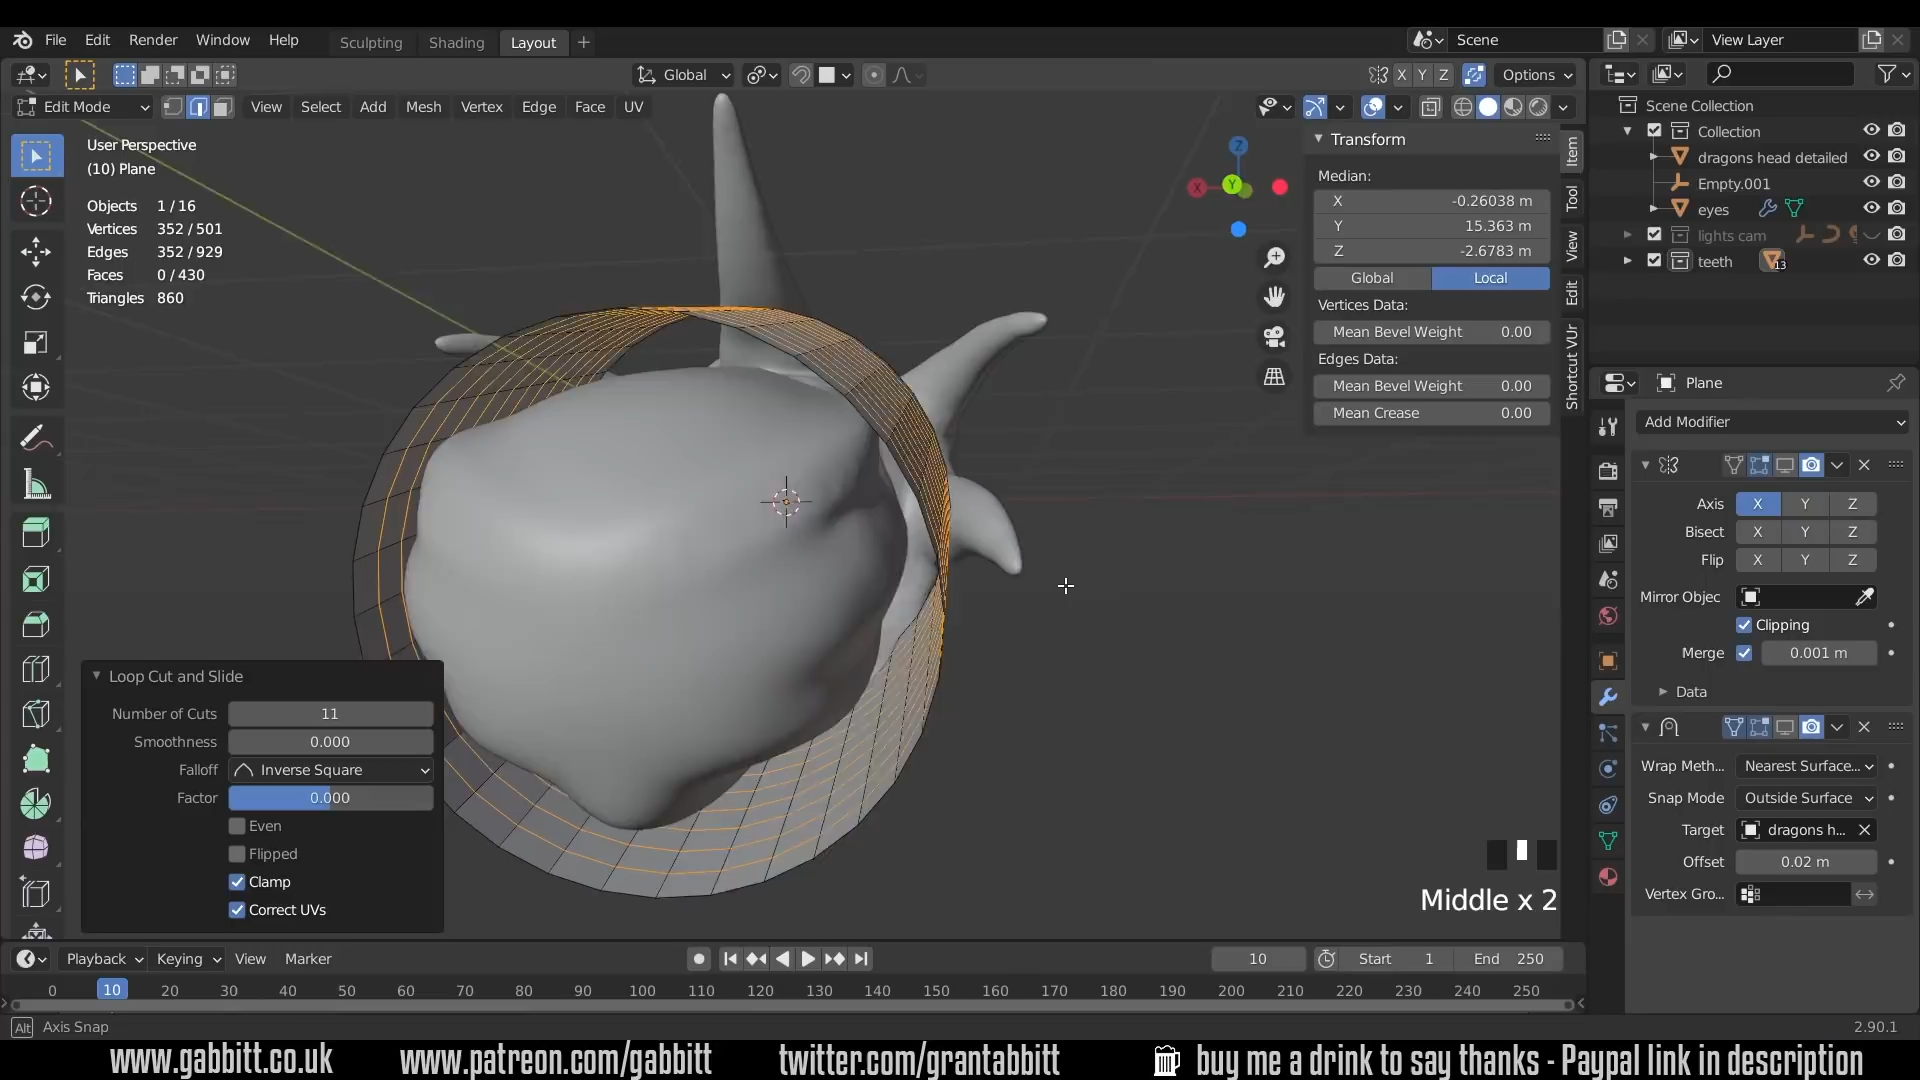 File Edit Render Window Help Sculpting Shading Layout + Scene View Layer
Global X Y Z Options
Edit Mode View Select Add Mesh Vertex Edge Face UV
User Perspective
(10) Plane
Objects 1 / 16
Vertices 352 / 501
Edges 352 / 929
Faces 0 / 430
Triangles 860
Z
X
Y
Transform
Median:
X -0.26038 m
Y 15.363 m
Z -2.6783 m
Global Local
Vertices Data:
Mean Bevel Weight 0.00
Edges Data:
Mean Bevel Weight 0.00
Mean Crease 0.00
Item
Tool
View
Edit
Shortcut VUr
Scene Collection
Collection
dragons head detailed
Empty.001
eyes
lights cam
teeth 13
Plane
Add Modifier
Axis X Y Z
Bisect X Y Z
Flip X Y Z
Mirror Objec
Clipping
Merge 0.001 m
Data
Wrap Meth... Nearest Surface...
Snap Mode Outside Surface
Target dragons h...
Offset 0.02 m
Vertex Gro...
Loop Cut and Slide
Number of Cuts 11
Smoothness 0.000
Falloff Inverse Square
Factor 0.000
Even
Flipped
Clamp
Correct UVs
Middle x 2
Playback Keying View Marker 10 Start 1 End 250
0 10 20 30 40 50 60 70 80 90 100 110 120 130 140 150 160 170 180 190 200 210 220 230 240 250
Alt Axis Snap 2.90.1
www.gabbitt.co.uk www.patreon.com/gabbitt twitter.com/grantabbitt buy me a drink to say thanks - Paypal link in description